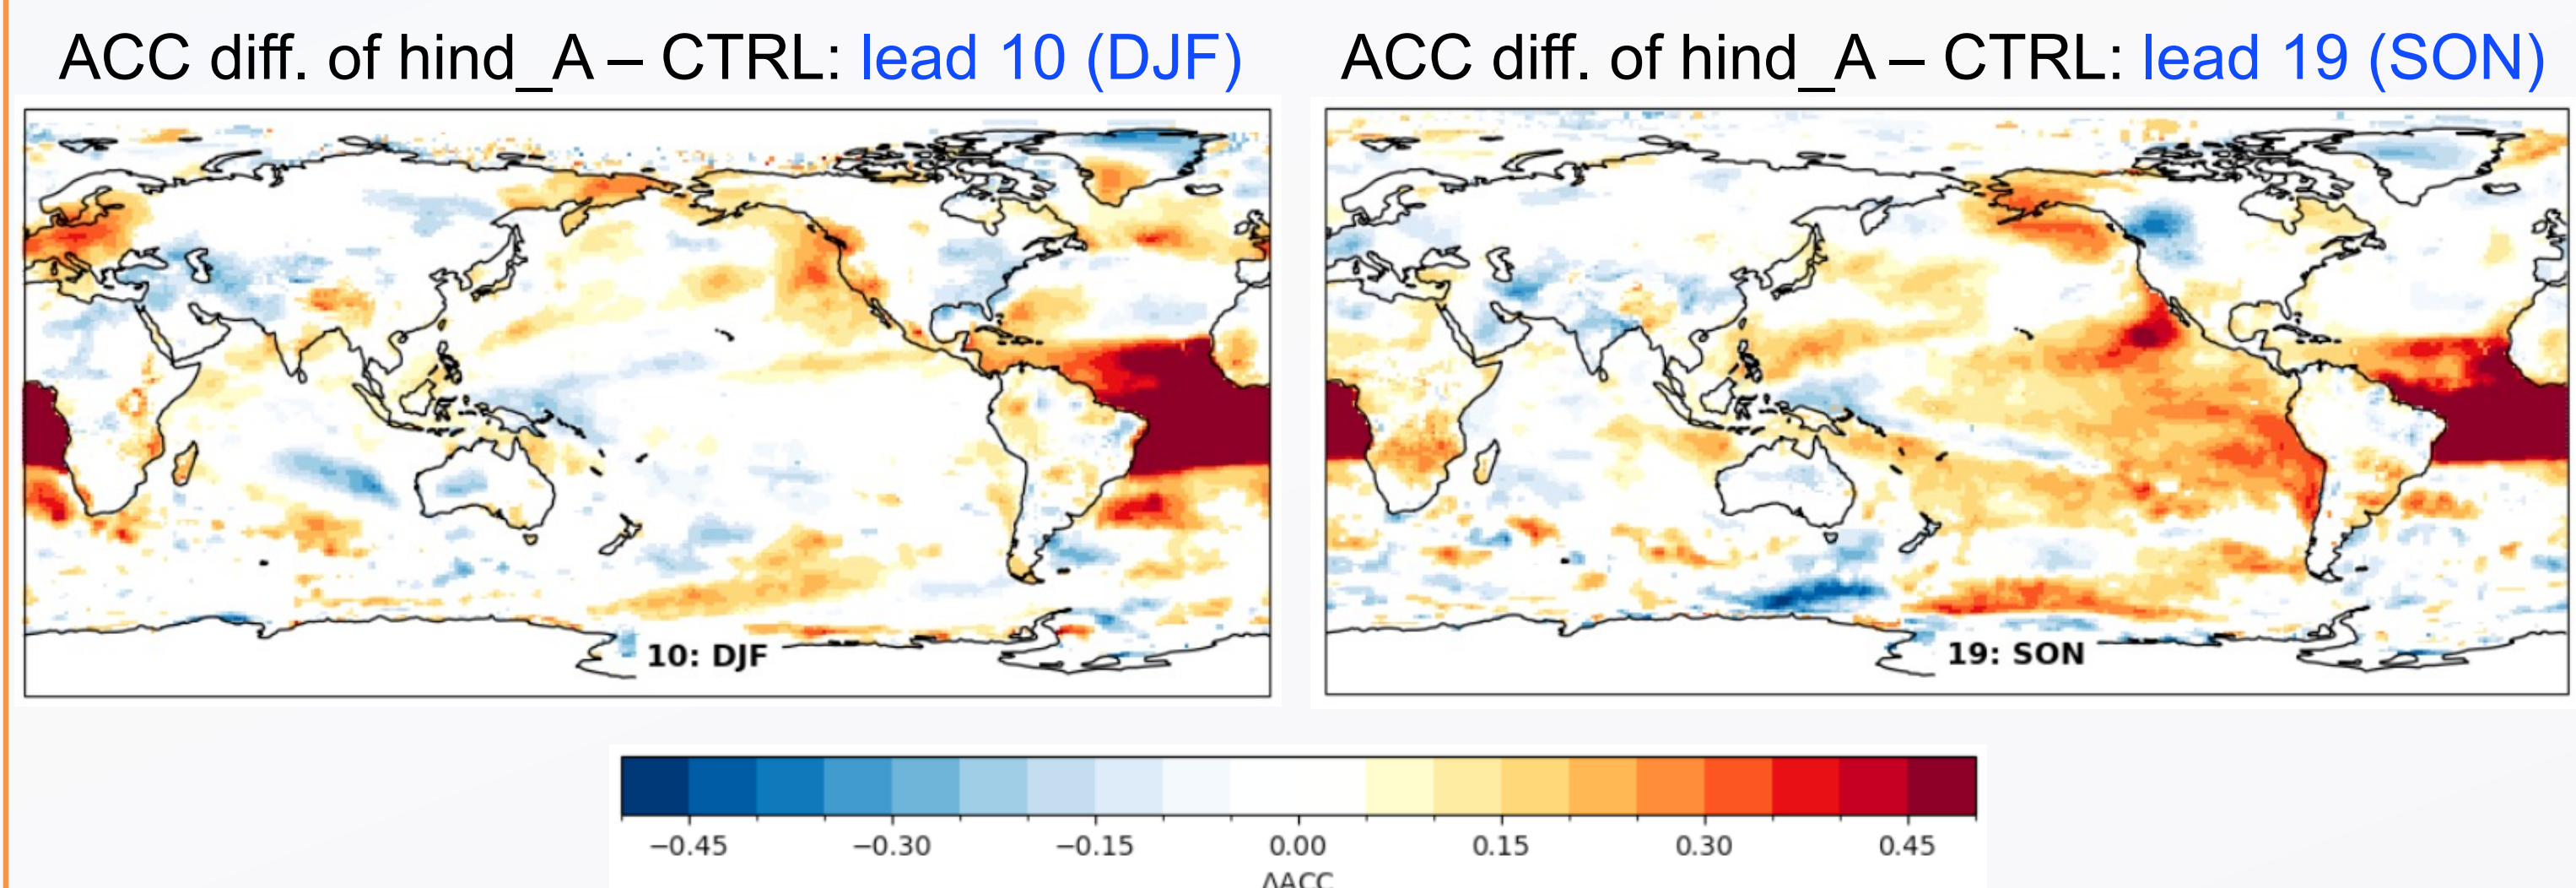 ACC diff. of hind_A – CTRL: lead 10 (DJF)
ACC diff. of hind_A – CTRL: lead 19 (SON)
10: DJF
19: SON
−0.45 −0.30 −0.15 0.00 0.15 0.30 0.45
ΔACC